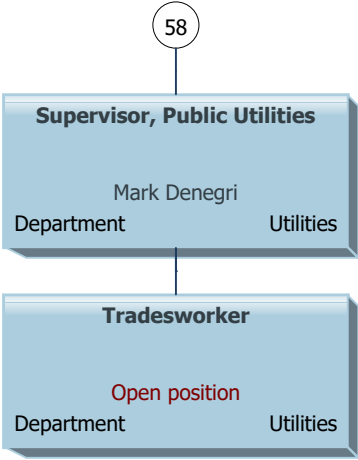 58
Supervisor, Public Utilities
Mark Denegri
Department Utilities
Tradesworker
Open position
Department Utilities